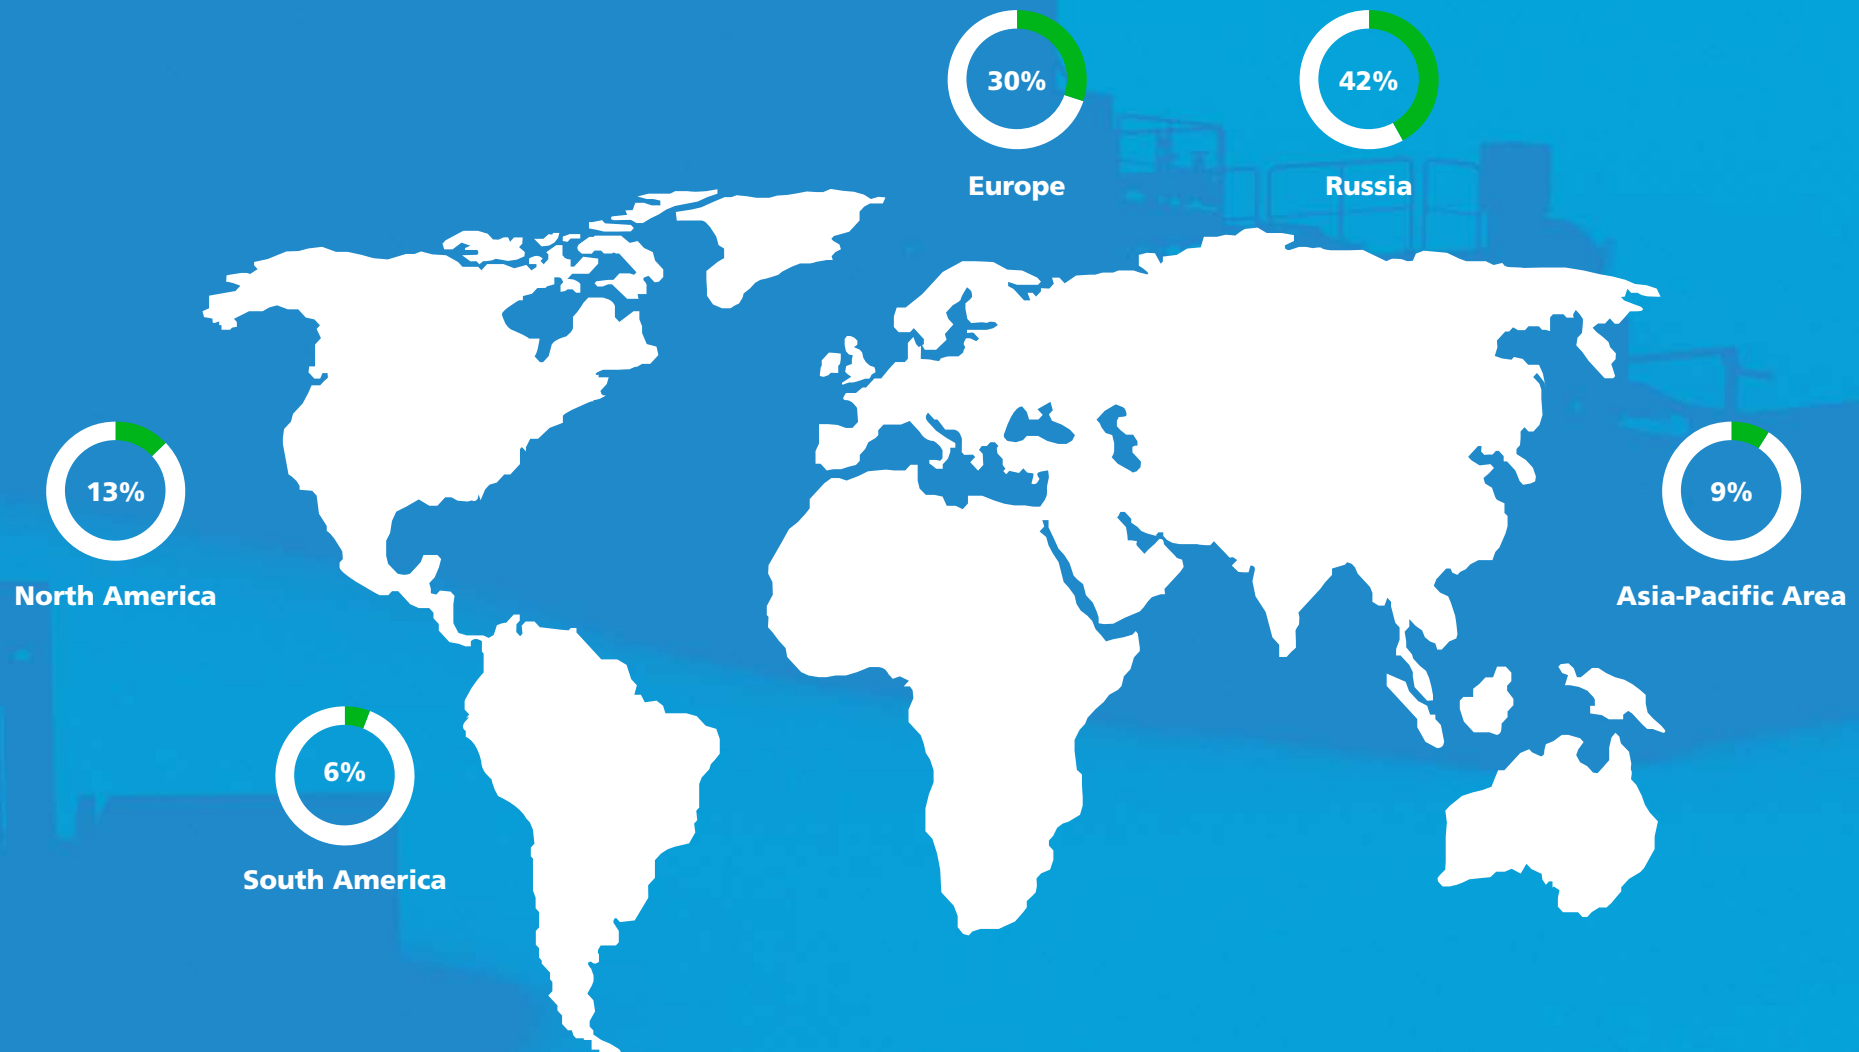 30%
Europe
42%
Russia
13%
North America
9%
Asia-Pacific Area
6%
South America